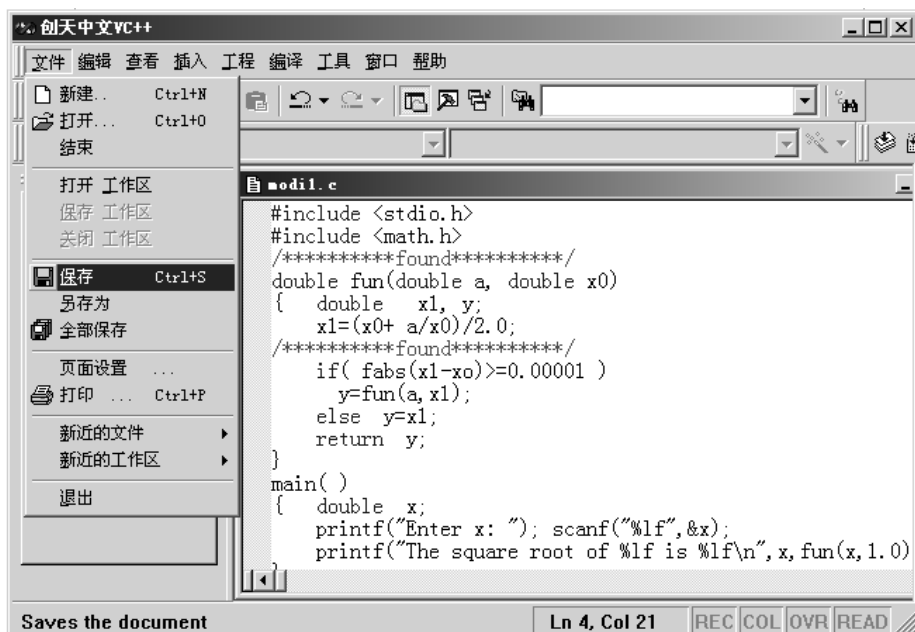 创天中文VC++
文件 编辑 查看 插入 工程 编译 工具 窗口 帮助
新建.. Ctrl+N
打开... Ctrl+O
结束
打开 工作区
保存 工作区
关闭 工作区
保存 Ctrl+S
另存为
全部保存
页面设置 ...
打印 ... Ctrl+P
新近的文件
新近的工作区
退出
modi1.c
#include <stdio.h>
#include <math.h>
/**********found**********/
double fun(double a, double x0)
{ double x1, y;
x1=(x0+ a/x0)/2.0;
/**********found**********/
if( fabs(x1-xo)>=0.00001 )
y=fun(a,x1);
else y=x1;
return y;
}
main( )
{ double x;
printf("Enter x: "); scanf("%lf",&x);
printf("The square root of %lf is %lf\n",x,fun(x,1.0)
Saves the document
Ln 4, Col 21 REC COL OVR READ